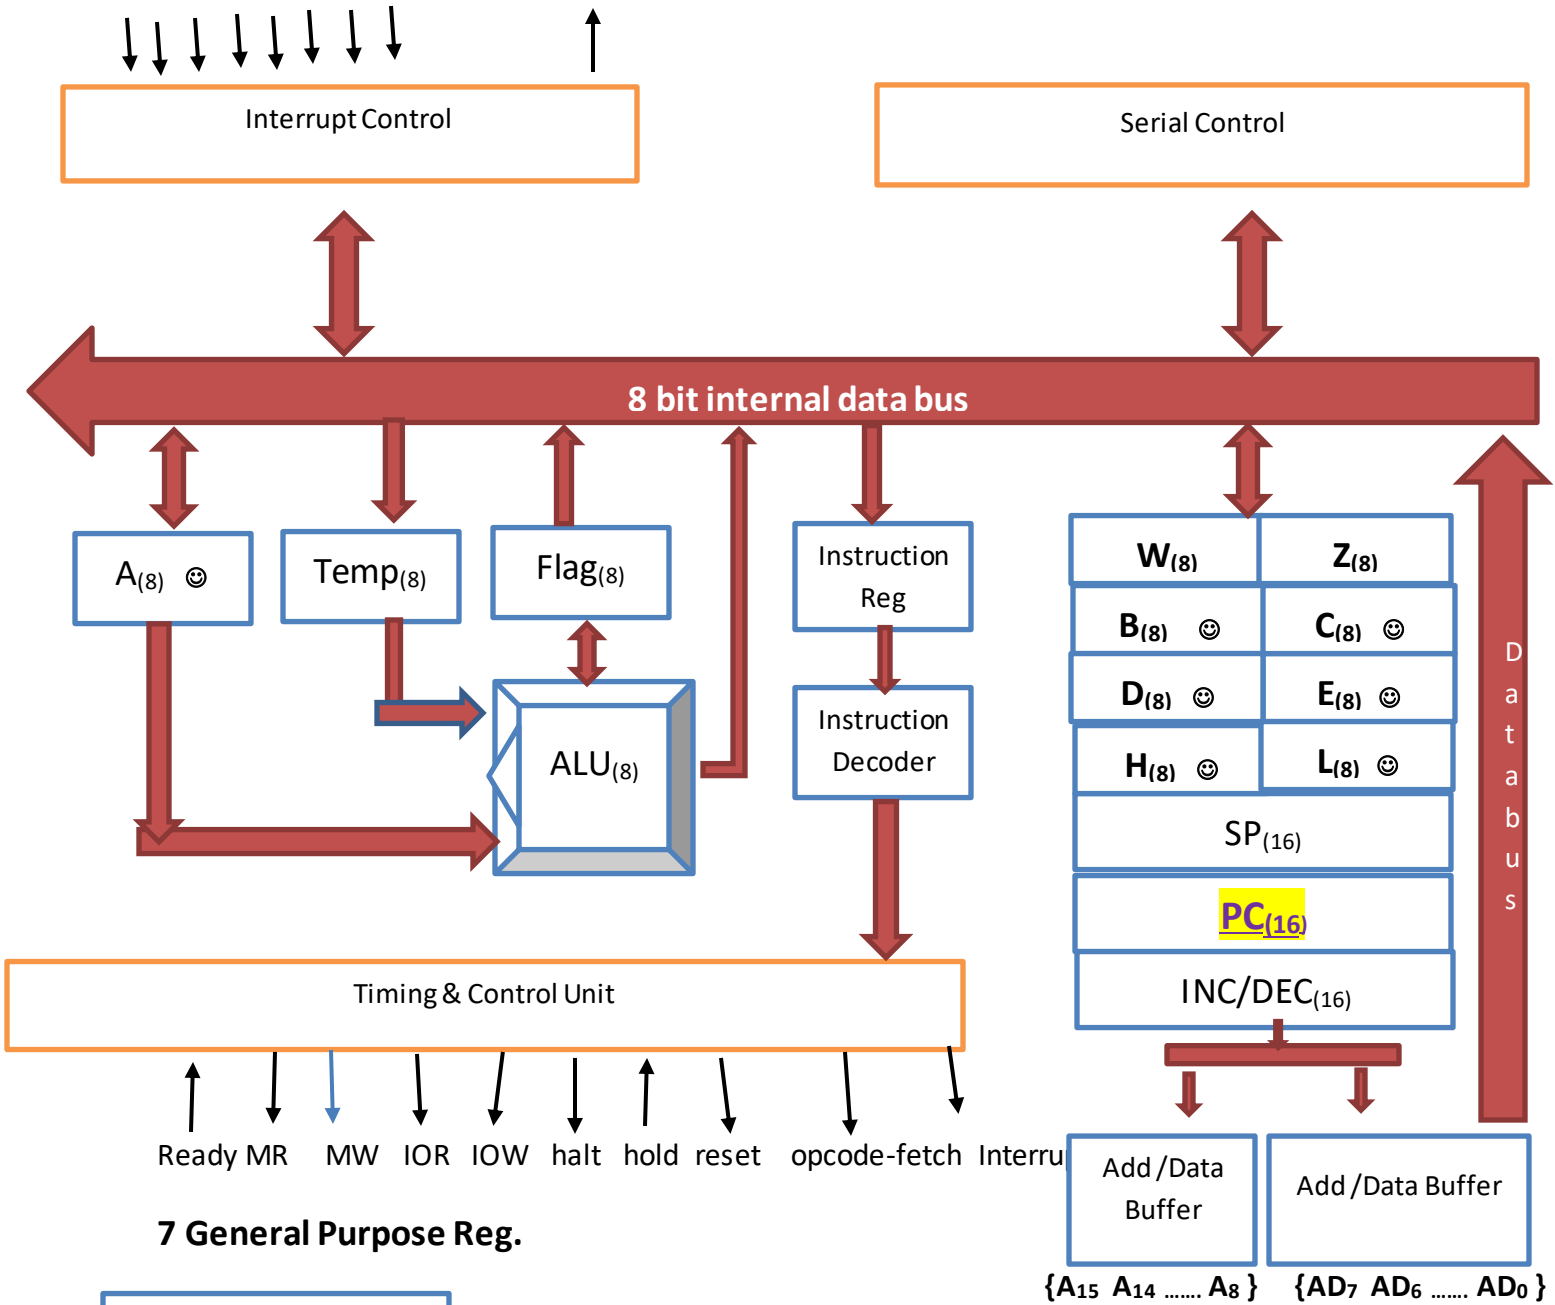 Interrupt Control
Serial Control
8 bit internal data bus
A(8) ☺
Temp(8)
Flag(8)
Instruction
Reg
W(8)
Z(8)
B(8) ☺
C(8) ☺
D(8) ☺
E(8) ☺
H(8) ☺
L(8) ☺
ALU(8)
Instruction
Decoder
SP(16)
PC(16)
INC/DEC(16)
D
a
t
a
b
u
s
Timing & Control Unit
Ready MR MW IOR IOW halt hold reset opcode-fetch Interru
Add /Data
Buffer
Add /Data Buffer
7 General Purpose Reg.
{A15 A14 ....... A8 } {AD7 AD6 ....... AD0 }